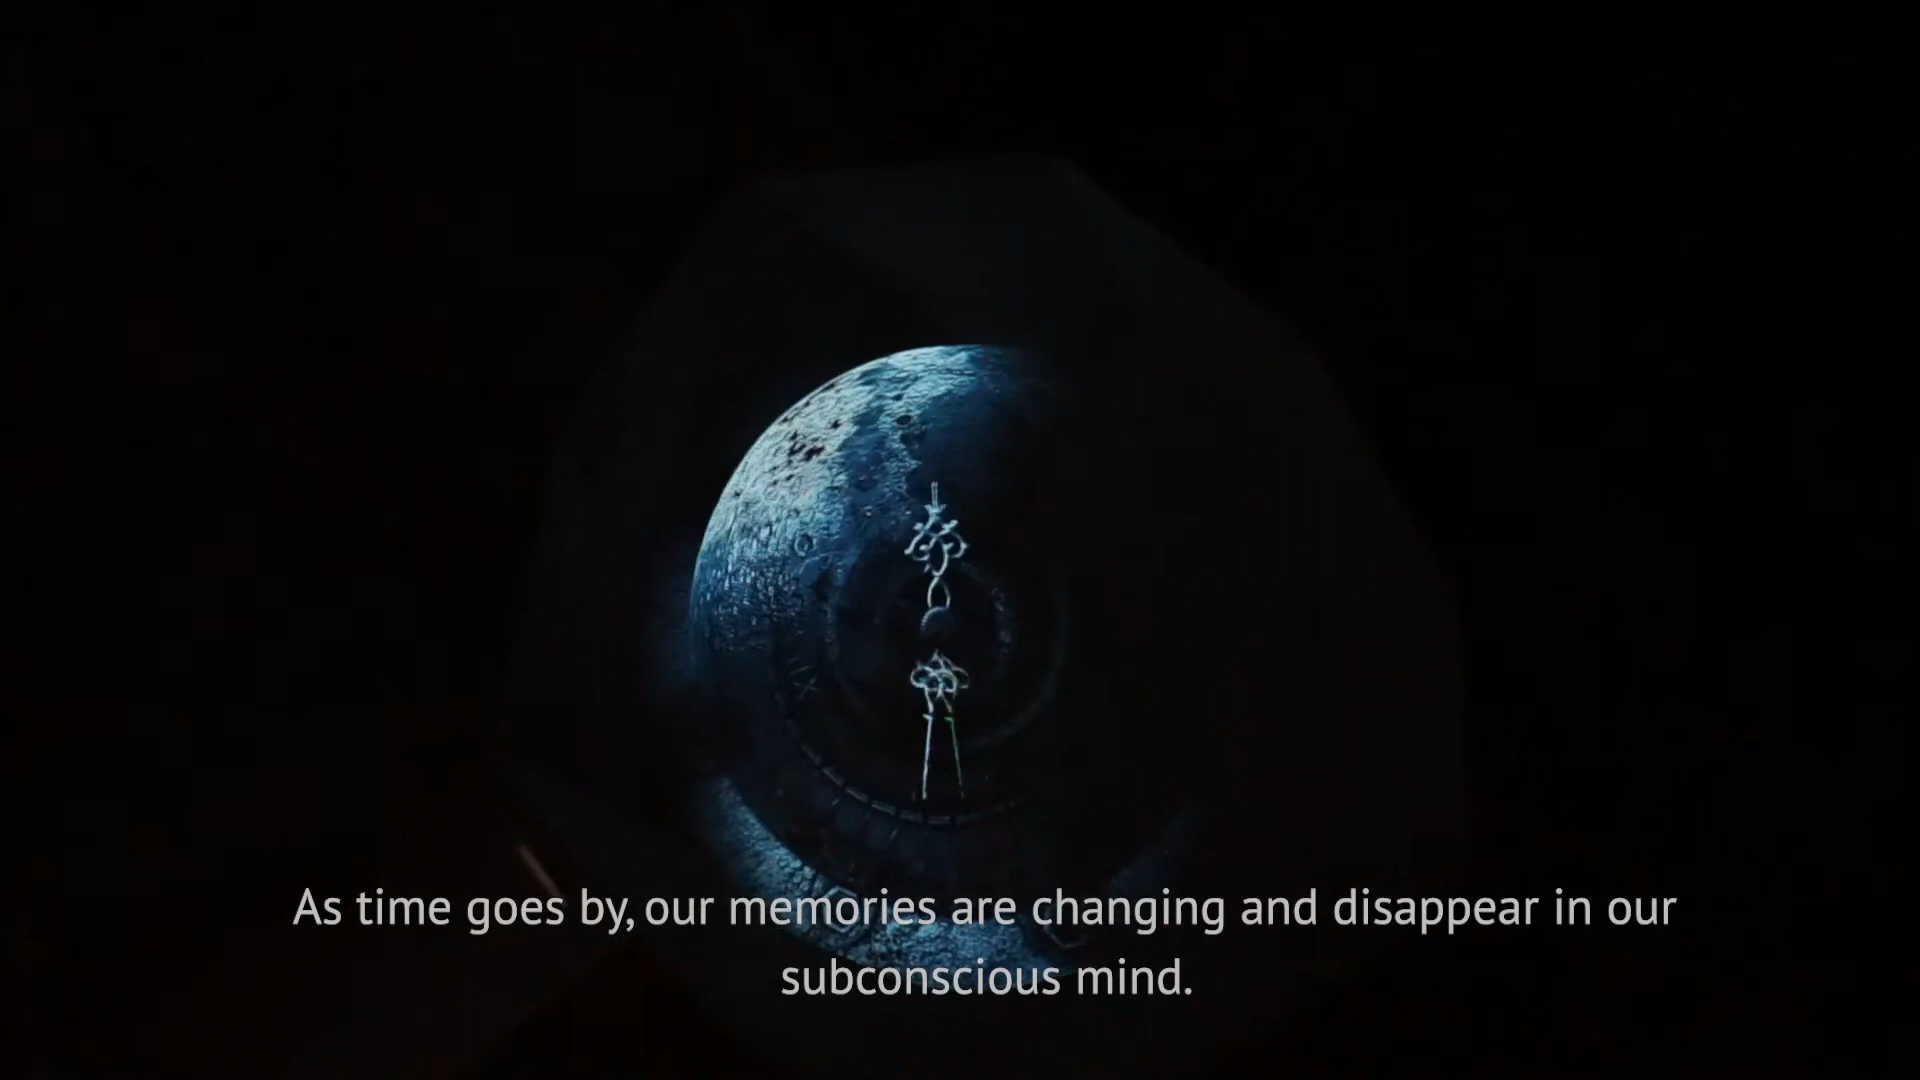 As time goes by, our memories are changing and disappear in our
subconscious mind.